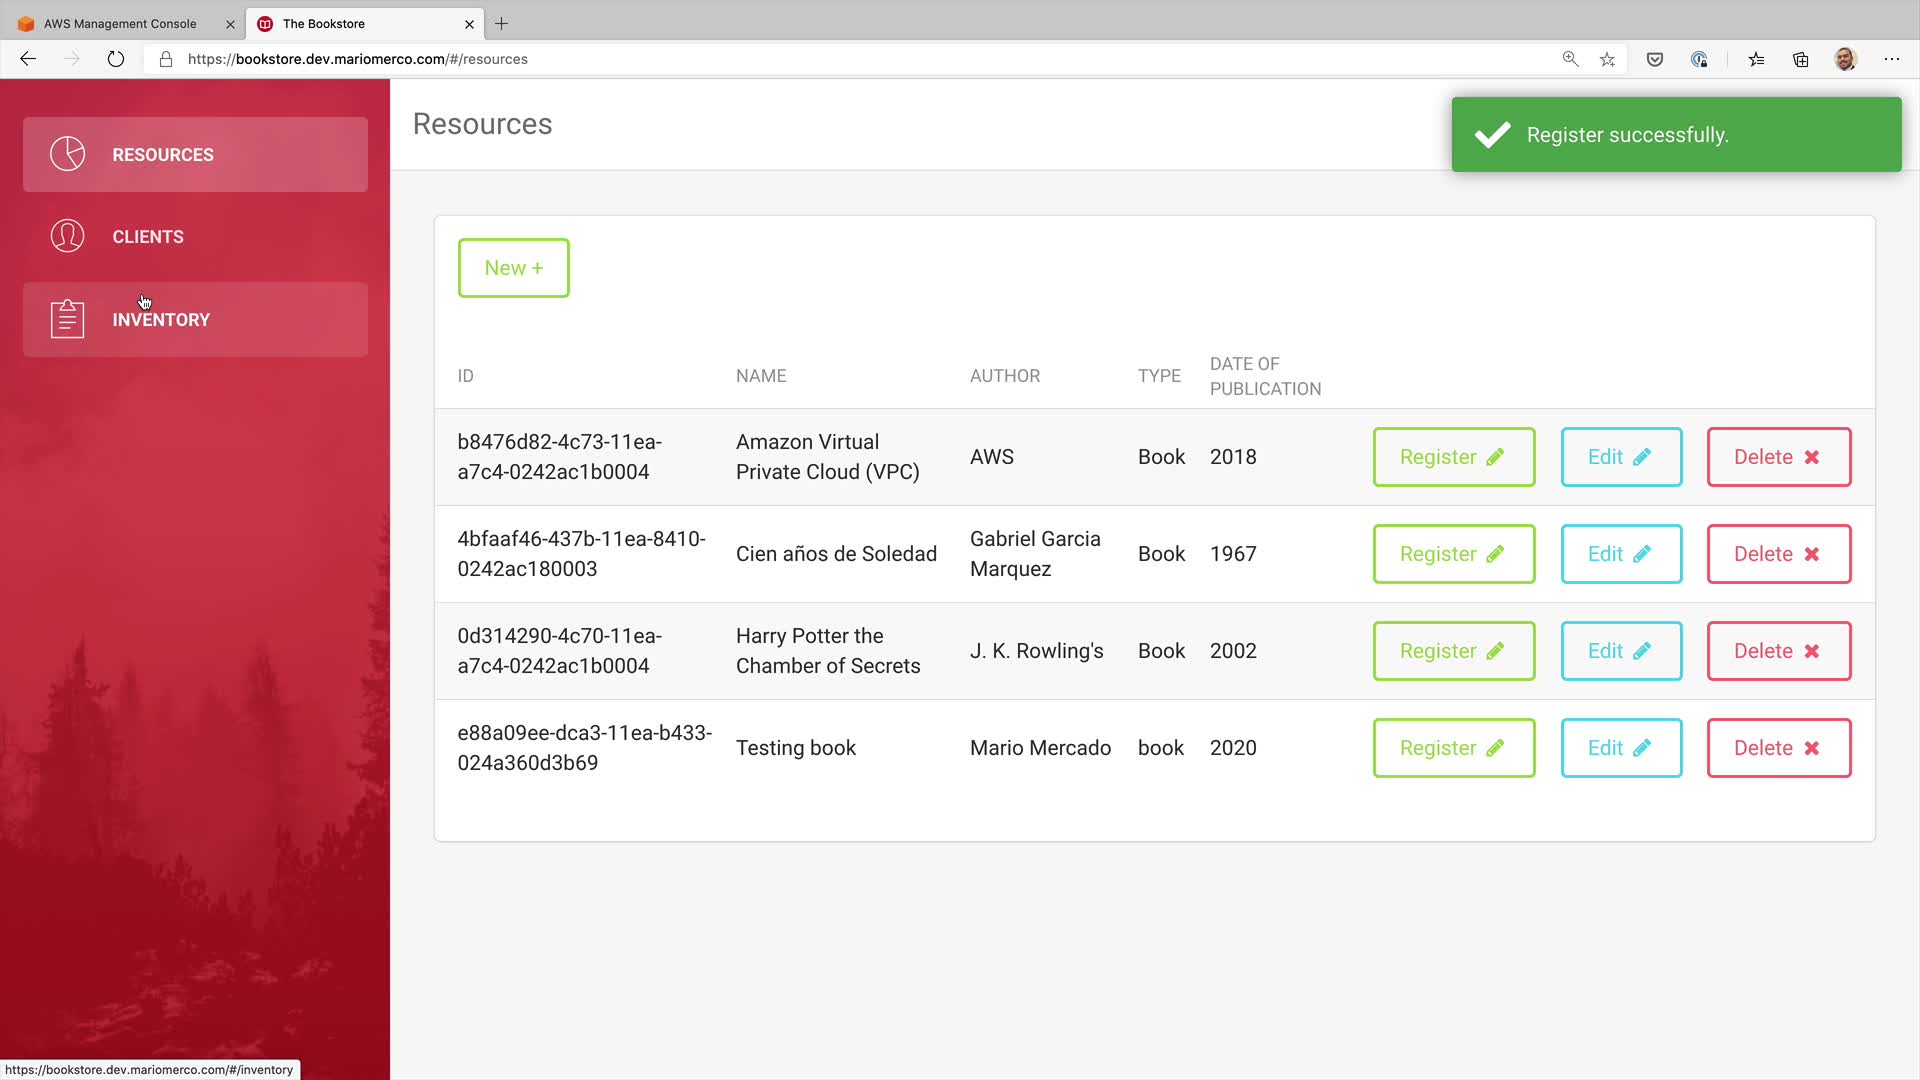 AWS Management Console
The Bookstore
https://bookstore.dev.mariomerco.com/#/resources
RESOURCES
CLIENTS
INVENTORY
Resources
Register successfully.
New +
ID NAME AUTHOR TYPE DATE OF
PUBLICATION
b8476d82-4c73-11ea-
a7c4-0242ac1b0004
Amazon Virtual
Private Cloud (VPC)
AWS
Book
2018
Register
Edit
Delete
4bfaaf46-437b-11ea-8410-
0242ac180003
Cien años de Soledad
Gabriel Garcia
Marquez
Book
1967
Register
Edit
Delete
0d314290-4c70-11ea-
a7c4-0242ac1b0004
Harry Potter the
Chamber of Secrets
J. K. Rowling's
Book
2002
Register
Edit
Delete
e88a09ee-dca3-11ea-b433-
024a360d3b69
Testing book
Mario Mercado
book
2020
Register
Edit
Delete
https://bookstore.dev.mariomerco.com/#/inventory